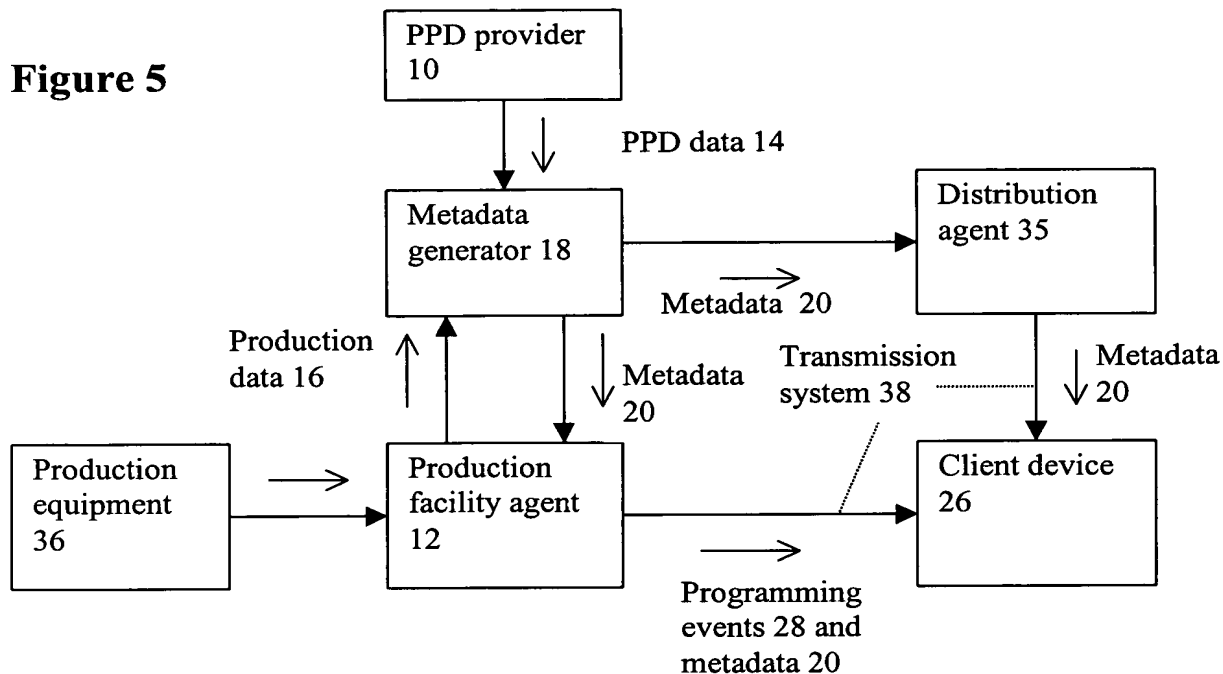 Figure 5
PPD provider
10
PPD data 14
Metadata
generator 18
Distribution
agent 35
Metadata 20
Production
data 16
Metadata
20
Transmission
system 38
Metadata
20
Production
equipment
36
Production
facility agent
12
Client device
26
Programming
events 28 and
metadata 20